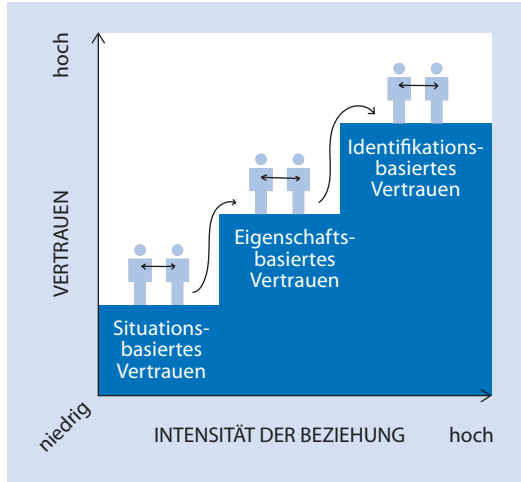 hoch
VERTRAUEN
Identifikations-
basiertes
Vertrauen
Eigenschafts-
basiertes
Vertrauen
Situations-
basiertes
Vertrauen
niedrig
INTENSITÄT DER BEZIEHUNG hoch